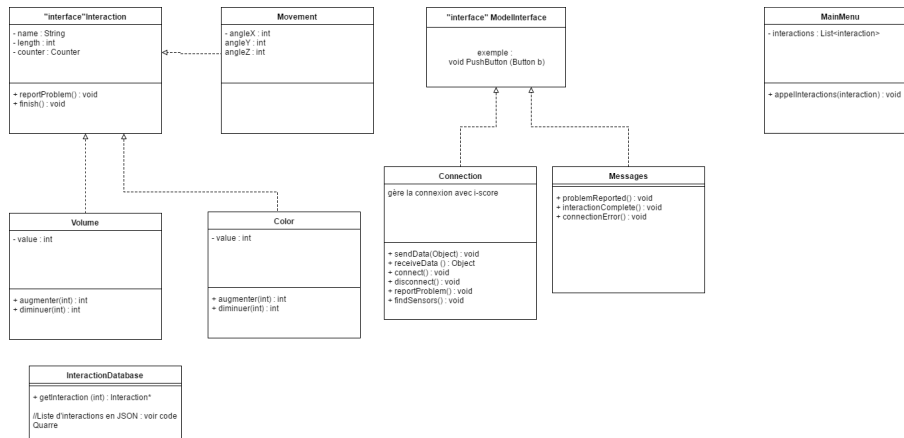 "interface"Interaction
- name : String
- length : int
- counter : Counter
+ reportProblem() : void
+ finish() : void
Movement
- angleX : int
angleY : int
angleZ : int
"interface" ModelInterface
exemple :
void PushButton (Button b)
MainMenu
- interactions : List<interaction>
+ appelInteractions(interaction) : void
Volume
- value : int
+ augmenter(int) : int
+ diminuer(int) : int
Color
- value : int
+ augmenter(int) : int
+ diminuer(int) : int
Connection
gère la connexion avec i-score
+ sendData(Object) : void
+ receiveData () : Object
+ connect() : void
+ disconnect() : void
+ reportProblem() : void
+ findSensors() : void
Messages
+ problemReported() : void
+ interactionComplete() : void
+ connectionError() : void
InteractionDatabase
+ getInteraction (int) : Interaction*
//Liste d'interactions en JSON : voir code
Quarre